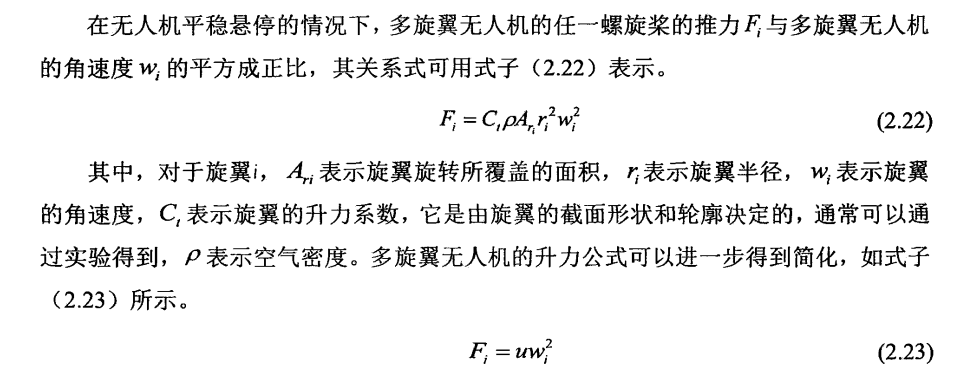 在无人机平稳悬停的情况下，多旋翼无人机的任一螺旋桨的推力 F_i 与多旋翼无人机
的角速度 w_i 的平方成正比，其关系式可用式子（2.22）表示。
F_i = C_t ρ A_{r_i} r_i^2 w_i^2 (2.22)
其中，对于旋翼i， A_{ri} 表示旋翼旋转所覆盖的面积， r_i 表示旋翼半径， w_i 表示旋翼
的角速度，C_t 表示旋翼的升力系数，它是由旋翼的截面形状和轮廓决定的，通常可以通
过实验得到，ρ 表示空气密度。多旋翼无人机的升力公式可以进一步得到简化，如式子
（2.23）所示。
F_i = uw_i^2 (2.23)